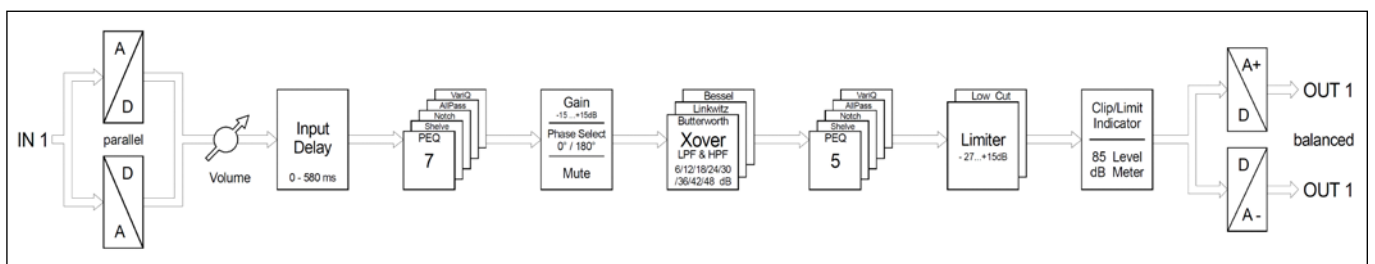 IN 1
A
D
parallel
D
A
Volume
Input
Delay
0 - 580 ms
VariQ
AllPass
Notch
Shelve
PEQ
7
Gain
-15 ...+15dB
Phase Select
0° / 180°
Mute
Bessel
Linkwitz
Butterworth
Xover
LPF & HPF
6/12/18/24/30
/36/42/48 dB
VariQ
AllPass
Notch
Shelve
PEQ
5
Low Cut
Limiter
- 27...+15dB
Clip/Limit
Indicator
85 Level
dB Meter
A+
D
OUT 1
balanced
D
A -
OUT 1